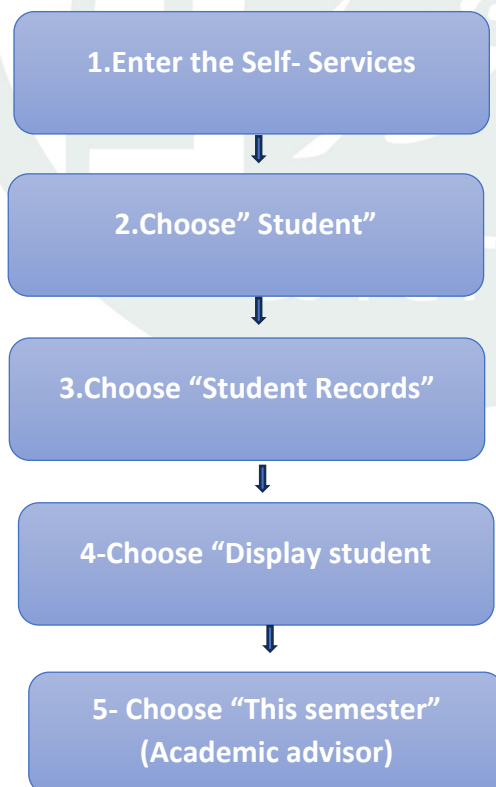 1.Enter the Self- Services
2.Choose” Student”
3.Choose “Student Records”
4-Choose “Display student
5- Choose “This semester”
(Academic advisor)